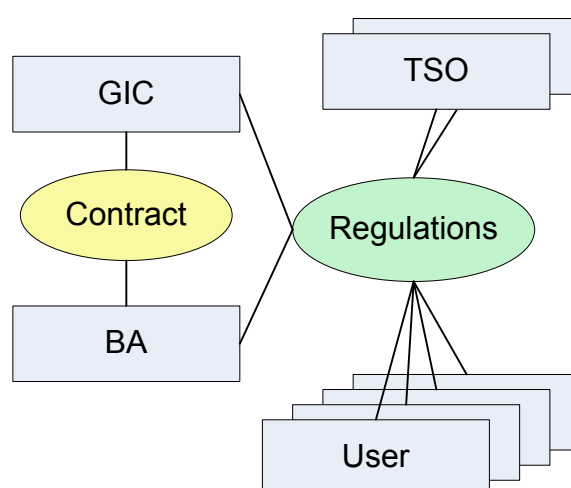 GIC
TSO
Contract
Regulations
BA
User